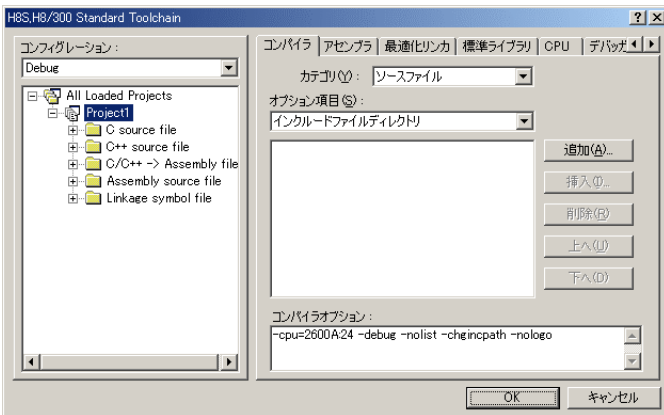 H8S,H8/300 Standard Toolchain
コンフィグレーション :
Debug
All Loaded Projects
Project1
C source file
C++ source file
C/C++ -> Assembly file
Assembly source file
Linkage symbol file
コンパイラ
アセンブラ
最適化リンカ
標準ライブラリ
CPU
デバッガ
カテゴリ(Y) :
ソースファイル
オプション項目(S) :
インクルードファイルディレクトリ
追加(A)...
挿入(I)...
削除(R)
上へ(U)
下へ(D)
コンパイラオプション :
-cpu=2600A:24 -debug -nolist -chgincpath -nologo
OK
キャンセル